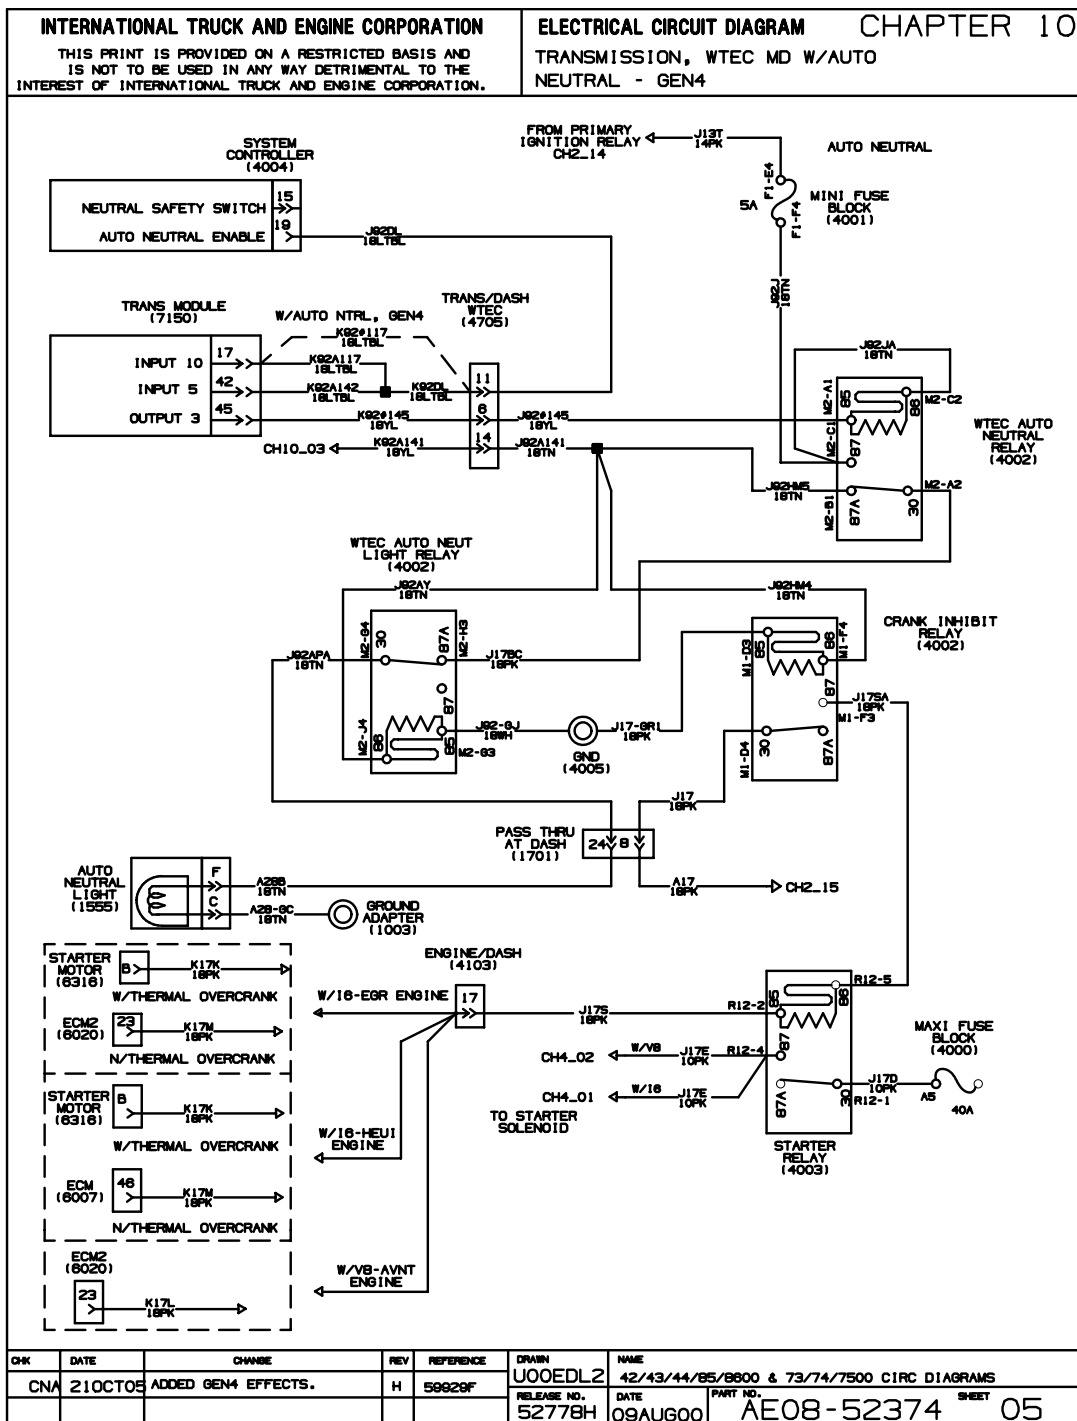 INTERNATIONAL TRUCK AND ENGINE CORPORATION
THIS PRINT IS PROVIDED ON A RESTRICTED BASIS AND
IS NOT TO BE USED IN ANY WAY DETRIMENTAL TO THE
INTEREST OF INTERNATIONAL TRUCK AND ENGINE CORPORATION.
ELECTRICAL CIRCUIT DIAGRAM CHAPTER 10
TRANSMISSION, WTEC MD W/AUTO
NEUTRAL - GEN4
FROM PRIMARY
IGNITION RELAY
CH2_14
J13T
14PK
AUTO NEUTRAL
F1-E4
5A
F1-F4
MINI FUSE
BLOCK
(4001)
SYSTEM
CONTROLLER
(4004)
NEUTRAL SAFETY SWITCH
15
AUTO NEUTRAL ENABLE
19
J92DL
18LTBL
J92J
18TN
TRANS MODULE
(7150)
W/AUTO NTRL, GEN4
TRANS/DASH
WTEC
(4705)
K92*117
18LTBL
INPUT 10
17
K92A117
18LTBL
INPUT 5
42
K92A142
18LTBL
K92DL
18LTBL
11
OUTPUT 3
45
K92*145
18YL
6
J92*145
18YL
CH10_03
K92A141
18YL
14
J92A141
18TN
J92JA
18TN
M2-A1
85
86
M2-C2
M2-C1
87
WTEC AUTO
NEUTRAL
RELAY
(4002)
J92HM5
18TN
M2-B1
87A
30
M2-A2
WTEC AUTO NEUT
LIGHT RELAY
(4002)
J92AY
18TN
J92HM4
18TN
CRANK INHIBIT
RELAY
(4002)
J92APA
18TN
M2-G4
30
87A
M2-H3
J17BC
18PK
87
M2-J4
86
85
M2-G3
J92-GJ
18WH
GND
(4005)
J17-GR1
18PK
M1-D3
85
86
M1-F4
87
J17SA
18PK
M1-F3
M1-D4
30
87A
J17
18PK
PASS THRU
AT DASH
(1701)
24
8
A17
18PK
CH2_15
AUTO
NEUTRAL
LIGHT
(1555)
F
A28B
18TN
C
A28-GC
18TN
GROUND
ADAPTER
(1003)
STARTER
MOTOR
(6316)
B
K17K
18PK
W/THERMAL OVERCRANK
ECM2
(6020)
23
K17M
18PK
N/THERMAL OVERCRANK
STARTER
MOTOR
(6316)
B
K17K
18PK
W/THERMAL OVERCRANK
ECM
(6007)
46
K17M
18PK
N/THERMAL OVERCRANK
ECM2
(6020)
23
K17L
18PK
ENGINE/DASH
(4103)
W/I6-EGR ENGINE
17
J17S
18PK
W/I6-HEUI
ENGINE
W/V8-AVNT
ENGINE
R12-2
85
86
R12-5
CH4_02
W/V8
J17E
10PK
R12-4
87
CH4_01
W/I6
J17E
10PK
TO STARTER
SOLENOID
87A
30
R12-1
STARTER
RELAY
(4003)
MAXI FUSE
BLOCK
(4000)
J17D
10PK
A5
40A
CHK DATE CHANGE REV REFERENCE
CNA 21OCT05 ADDED GEN4 EFFECTS. H 59929F
DRAWN
U00EDL2
NAME
42/43/44/85/8600 & 73/74/7500 CIRC DIAGRAMS
RELEASE NO.
52778H
DATE
09AUG00
PART NO.
AE08-52374
SHEET
05